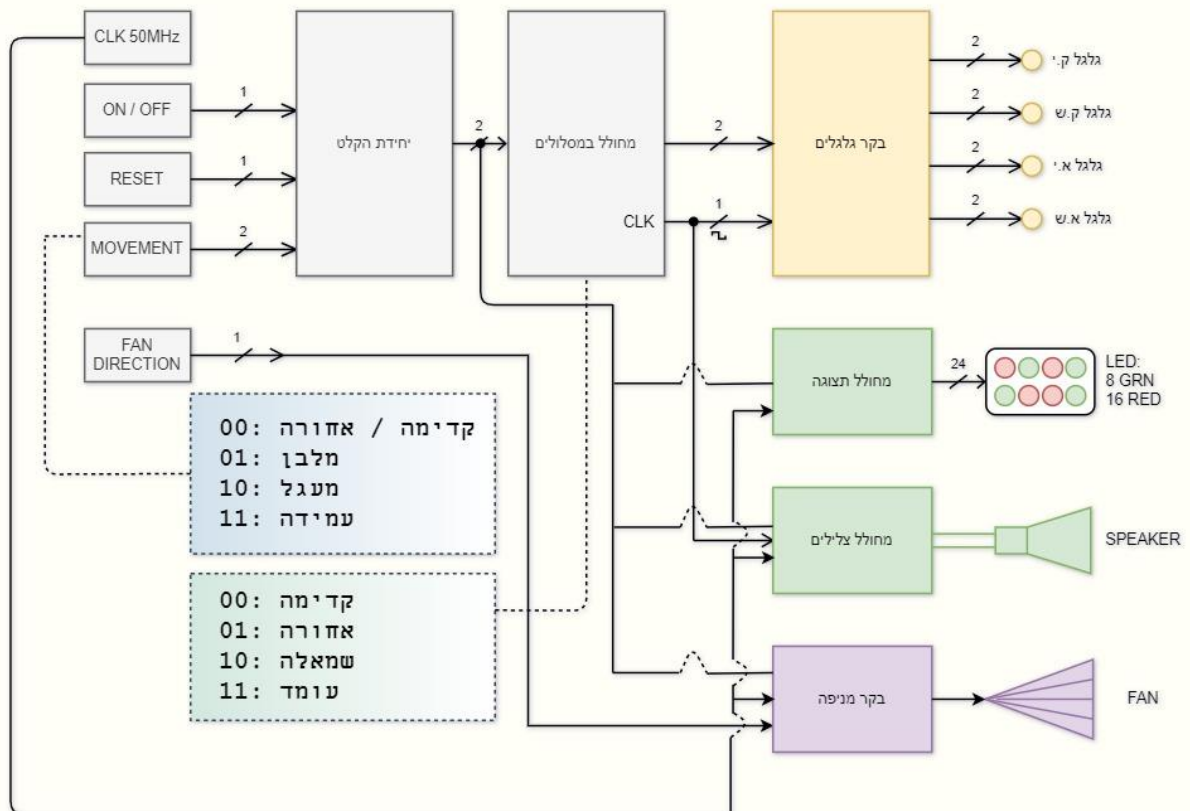 CLK 50MHz
ON / OFF
RESET
MOVEMENT
FAN
DIRECTION
1
1
2
1
יחידת הקלט
2
מחולל במסלולים
CLK
2
1
בקר גלגלים
2
2
2
2
גלגל ק.י
גלגל ק.ש
גלגל א.י
גלגל א.ש
מחולל תצוגה
24
LED:
8 GRN
16 RED
מחולל צלילים
SPEAKER
בקר מניפה
FAN
00: קדימה / אחורה
01: מלבן
10: מעגל
11: עמידה
00: קדימה
01: אחורה
10: שמאלה
11: עומד